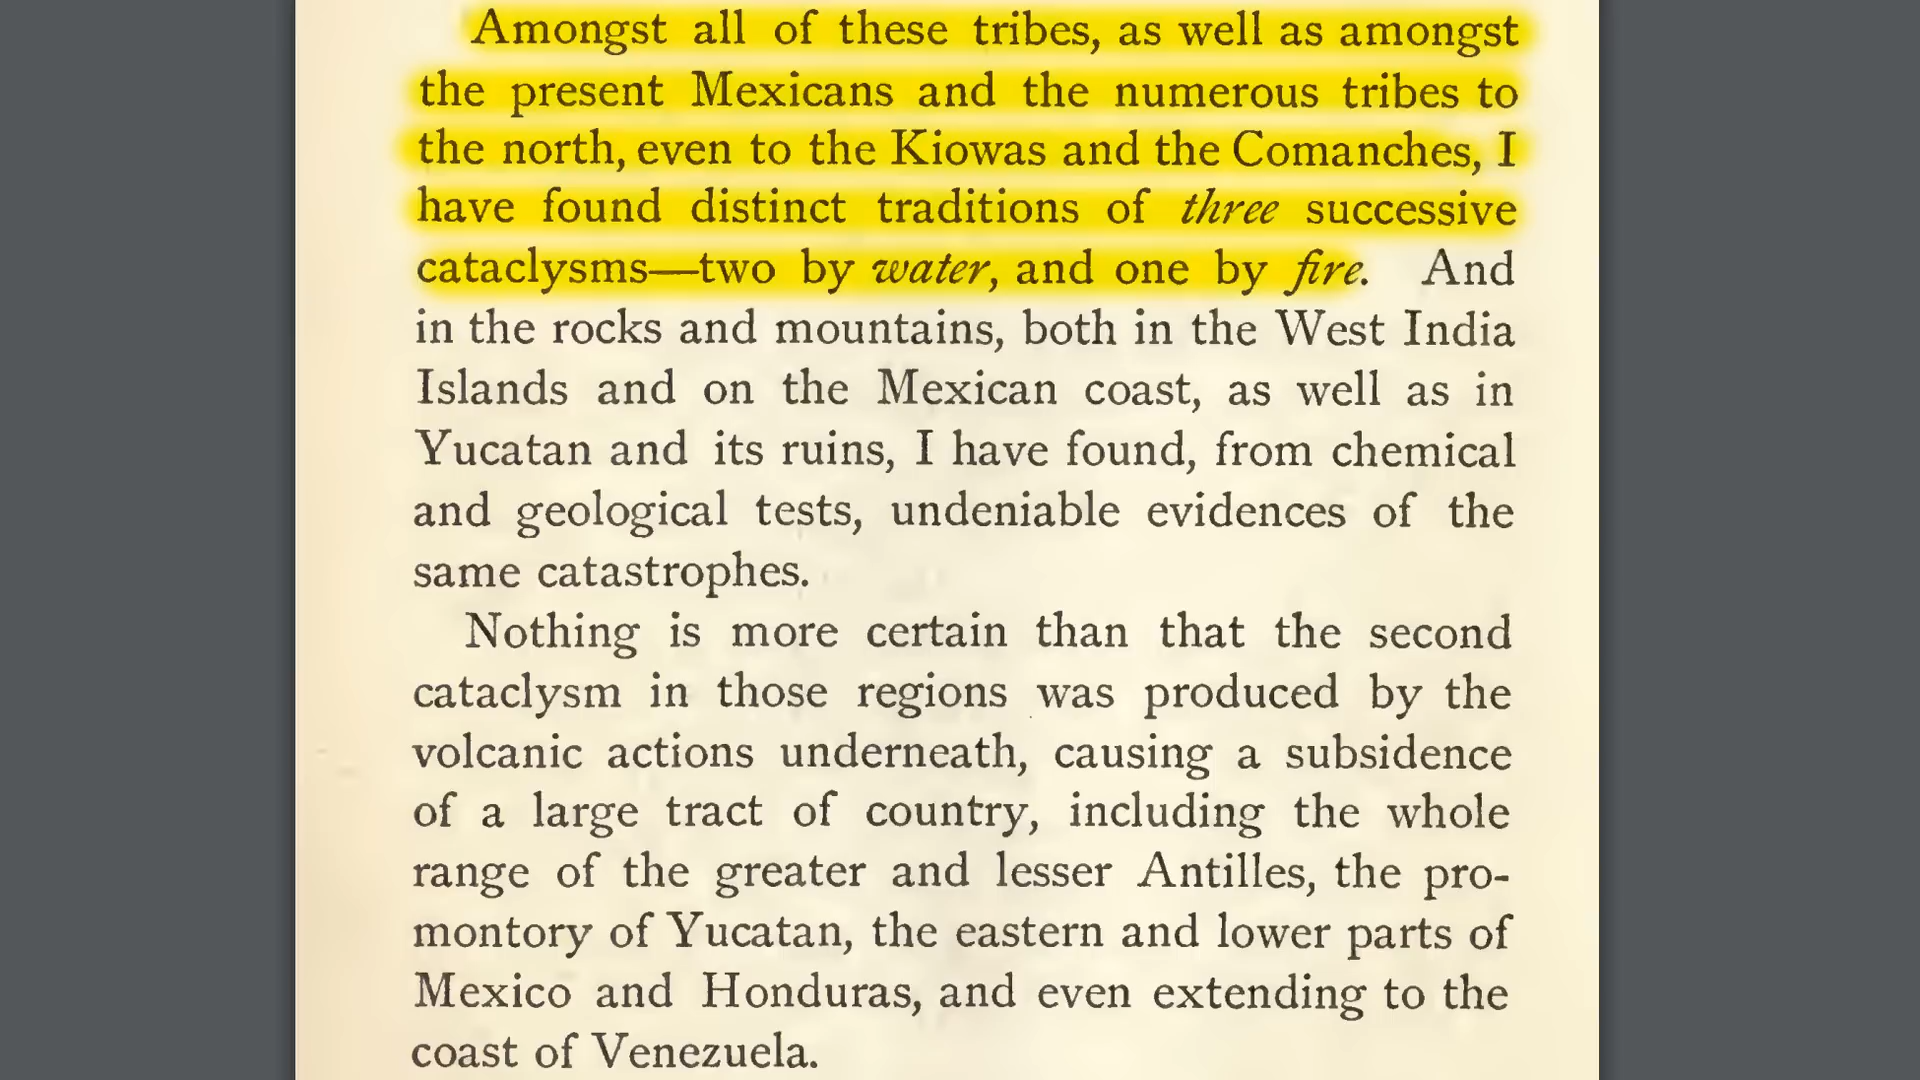 Amongst all of these tribes, as well as amongst
the present Mexicans and the numerous tribes to
the north, even to the Kiowas and the Comanches, I
have found distinct traditions of three successive
cataclysms—two by water, and one by fire. And
in the rocks and mountains, both in the West India
Islands and on the Mexican coast, as well as in
Yucatan and its ruins, I have found, from chemical
and geological tests, undeniable evidences of the
same catastrophes.
Nothing is more certain than that the second
cataclysm in those regions was produced by the
volcanic actions underneath, causing a subsidence
of a large tract of country, including the whole
range of the greater and lesser Antilles, the pro-
montory of Yucatan, the eastern and lower parts of
Mexico and Honduras, and even extending to the
coast of Venezuela.